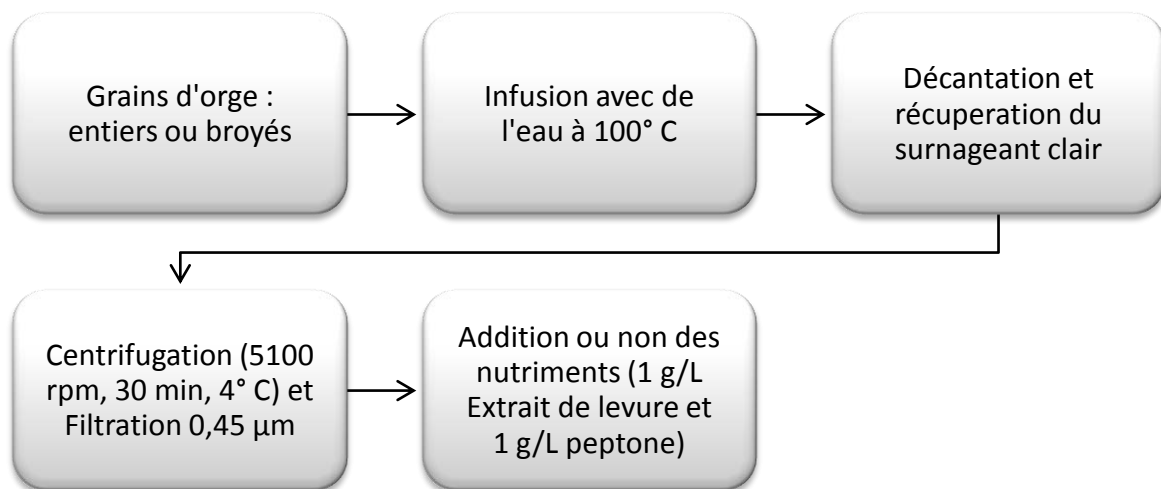 Grains d'orge :
entiers ou broyés
Infusion avec de
l'eau à 100° C
Décantation et
récuperation du
surnageant clair
Centrifugation (5100
rpm, 30 min, 4° C) et
Filtration 0,45 µm
Addition ou non des
nutriments (1 g/L
Extrait de levure et
1 g/L peptone)